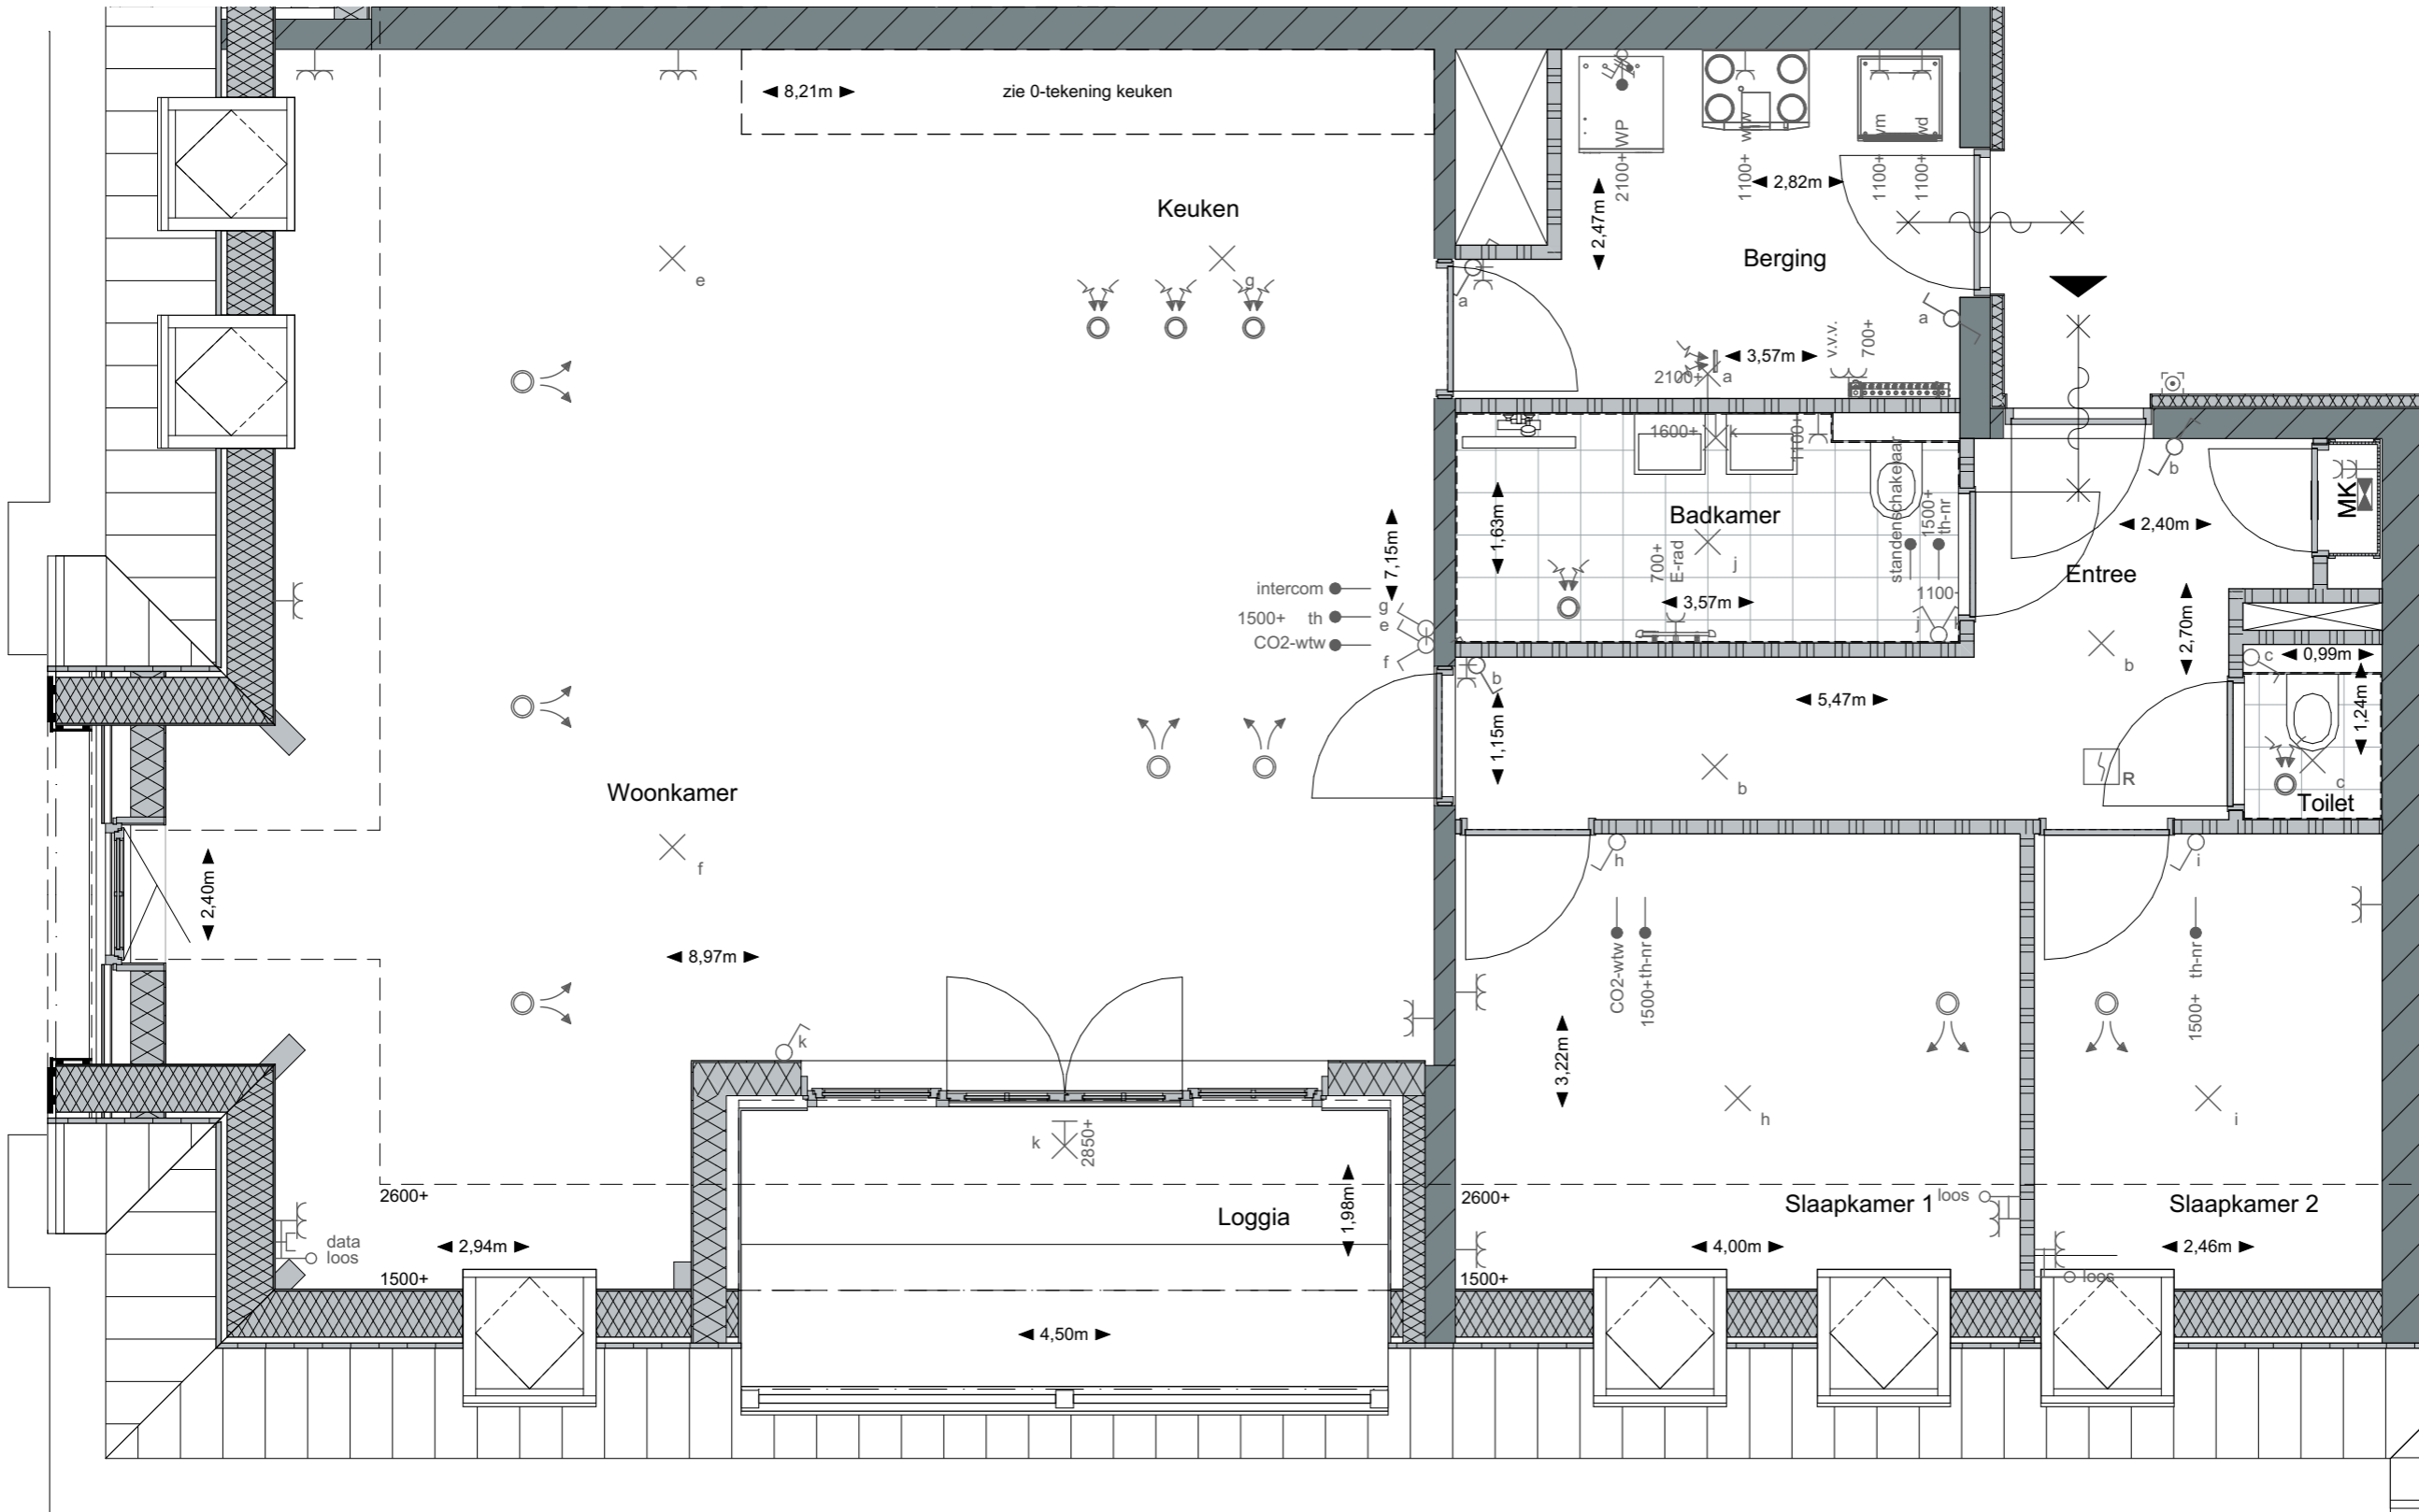 8,21m
zie 0-tekening keuken
Keuken
e
g
2100+ WP
1100+ wtw
1100+
wm
1100+
wd
2,82m
2,47m
Berging
a
a
3,57m
v.v.v.
700+
2100+
a
1600+
k
1100+
1,63m
Badkamer
j
700+
E-rad
3,57m
standenschakelaar
1500+
th-nr
1100+
j
b
MK
2,40m
Entree
2,70m
b
c
0,99m
1,24m
c
Toilet
intercom
1500+ th
CO2-wtw
g
e
f
7,15m
b
1,15m
5,47m
b
R
Woonkamer
f
2,40m
8,97m
k
h
CO2-wtw
1500+ th-nr
3,22m
h
i
1500+ th-nr
i
k
2850+
2600+
data
loos
2,94m
1500+
Loggia
1,98m
4,50m
2600+
Slaapkamer 1
loos
4,00m
1500+
Slaapkamer 2
2,46m
loos